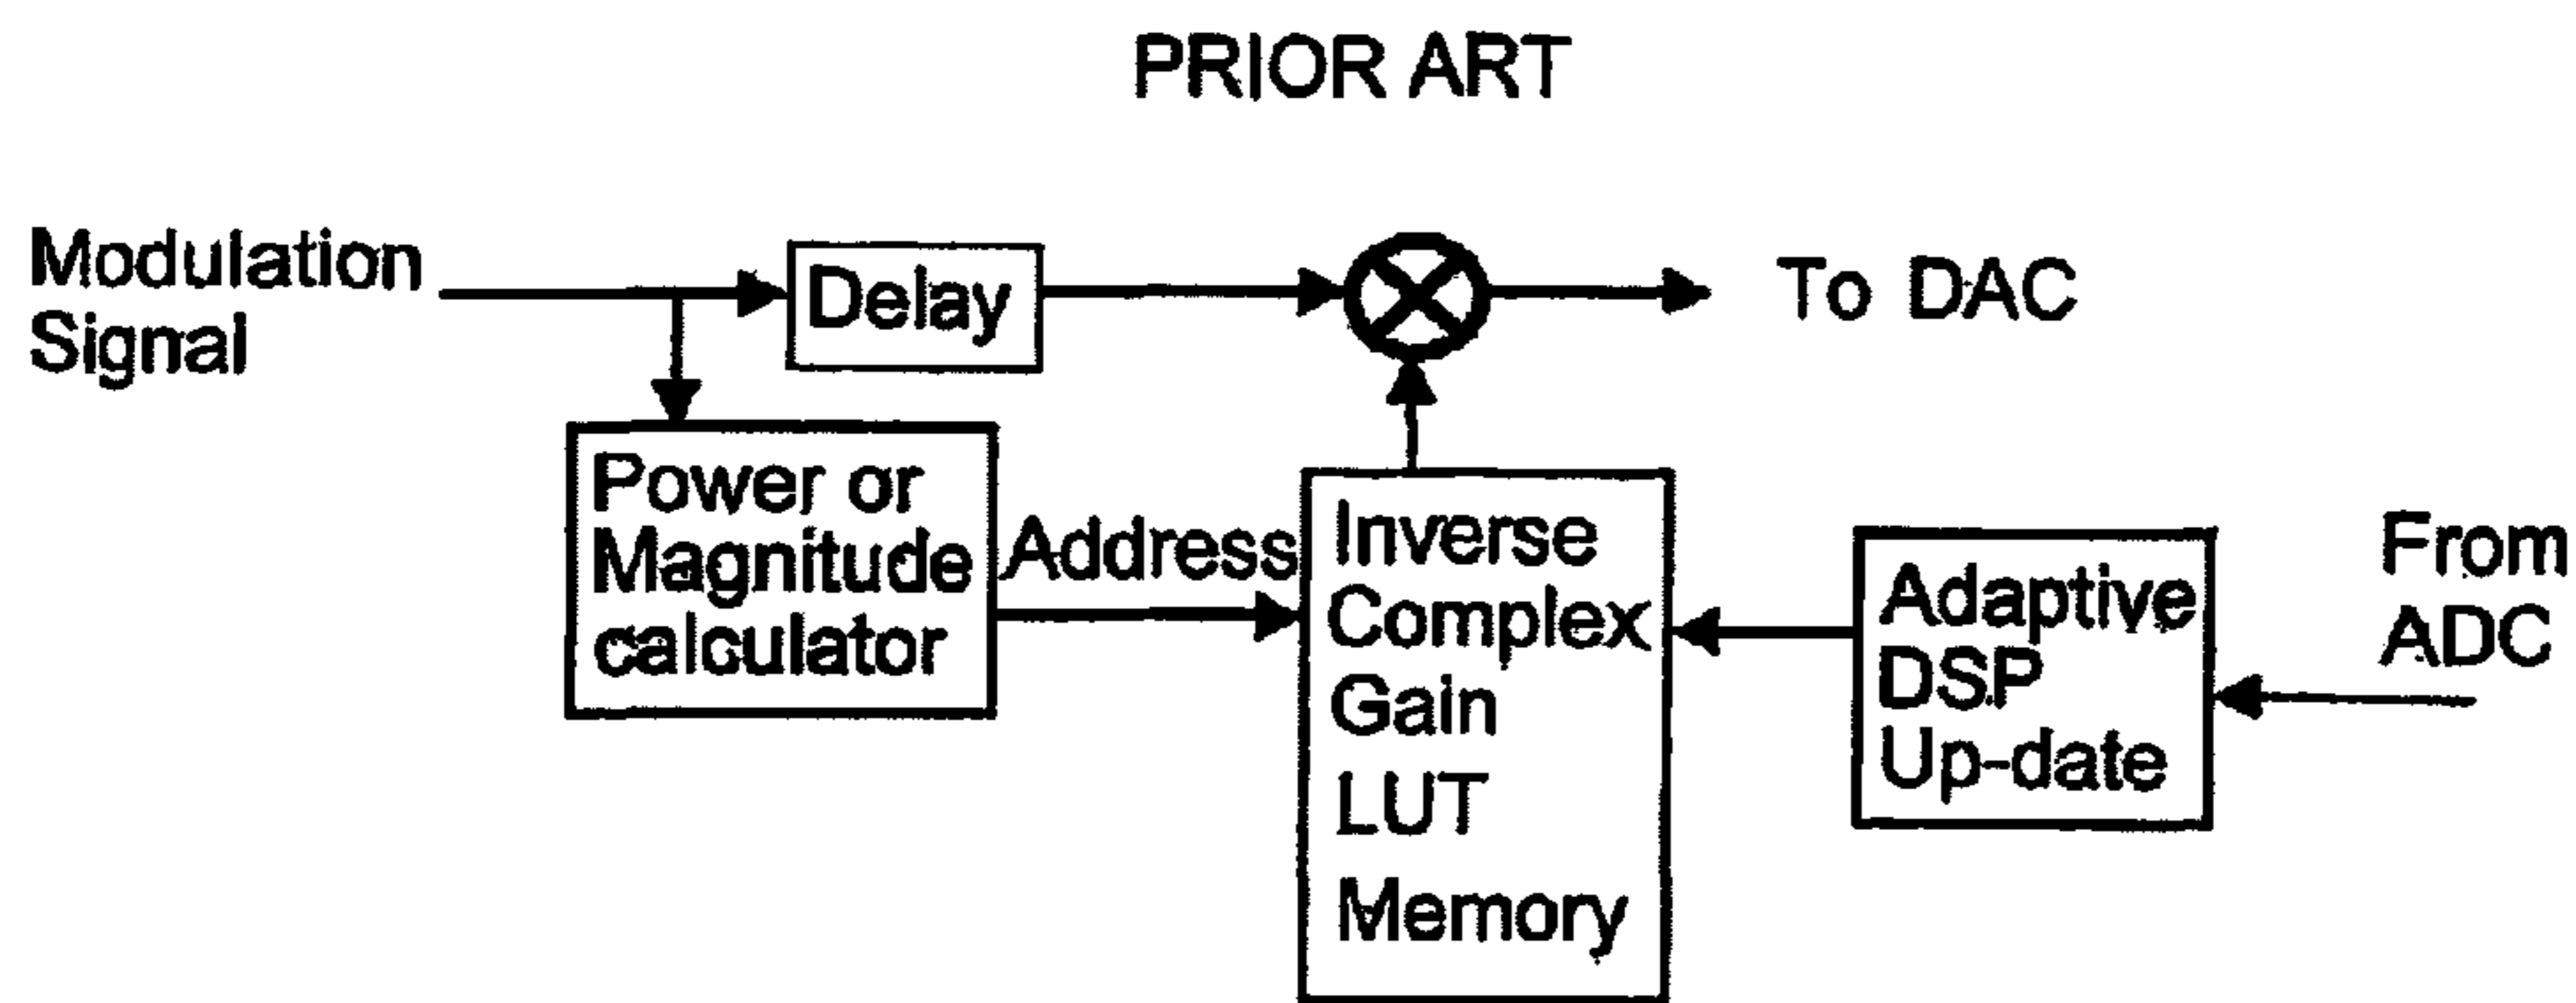 PRIOR ART
Modulation
Signal
Delay
To DAC
Power or
Magnitude
calculator
Address
Inverse
Complex
Gain
LUT
Memory
Adaptive
DSP
Up-date
From
ADC